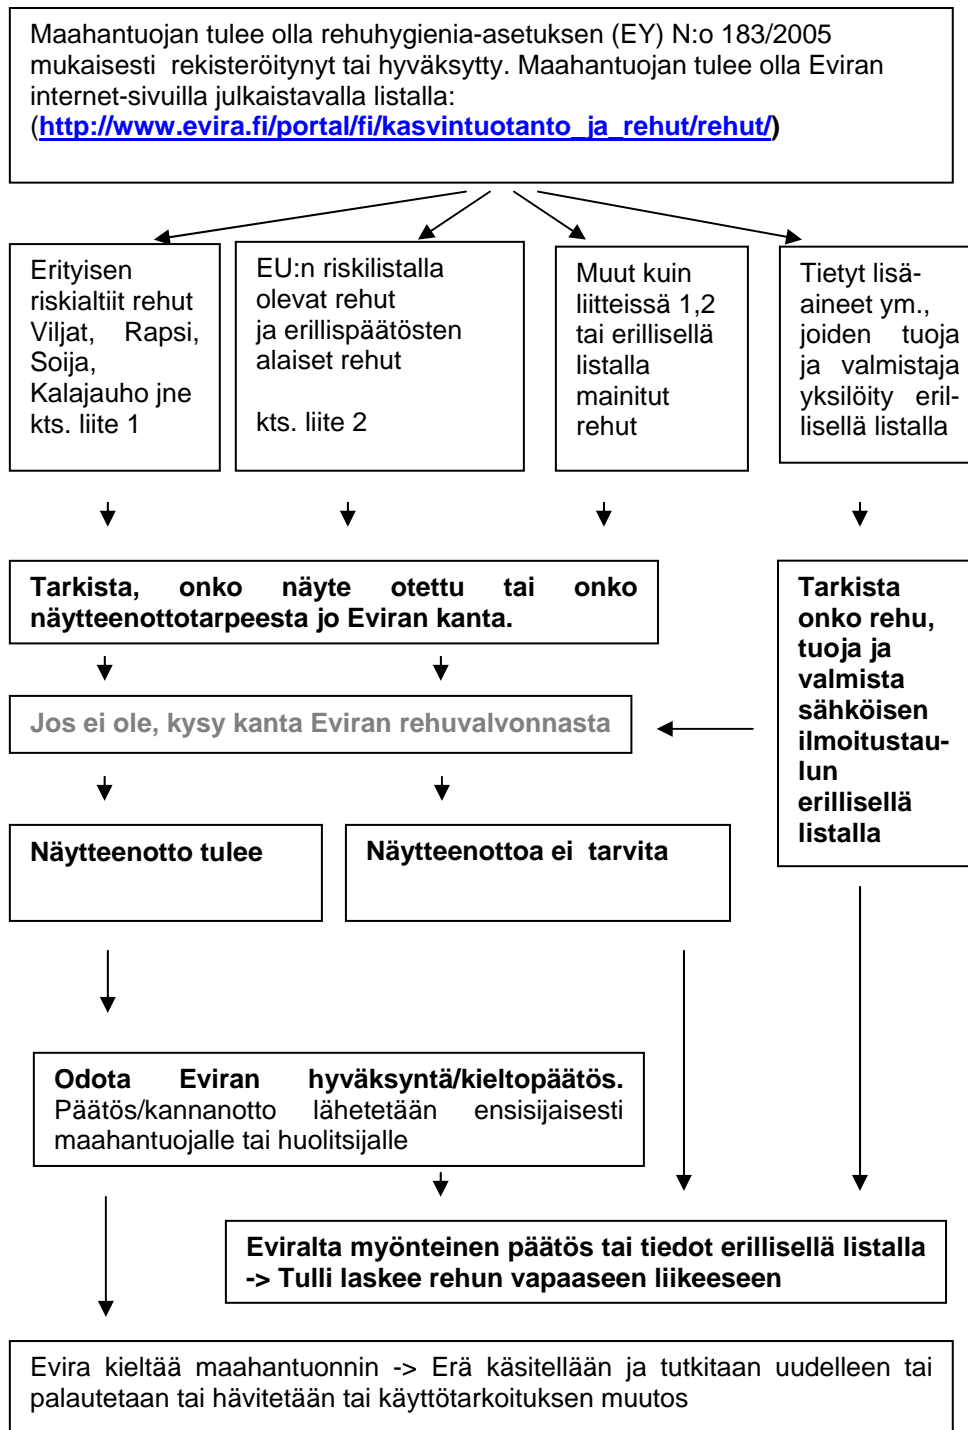 Maahantuojan tulee olla rehuhygienia-asetuksen (EY) N:o 183/2005
mukaisesti rekisteröitynyt tai hyväksytty. Maahantuojan tulee olla Eviran
internet-sivuilla julkaistavalla listalla:
(http://www.evira.fi/portal/fi/kasvintuotanto_ja_rehut/rehut/)
Erityisen
riskialtiit rehut
Viljat, Rapsi,
Soija,
Kalajauho jne
kts. liite 1
EU:n riskilistalla
olevat rehut
ja erillispäätösten
alaiset rehut
kts. liite 2
Muut kuin
liitteissä 1,2
tai erillisellä
listalla
mainitut
rehut
Tietyt lisä-
aineet ym.,
joiden tuoja
ja valmistaja
yksilöity eril-
lisellä listalla
Tarkista, onko näyte otettu tai onko
näytteenottotarpeesta jo Eviran kanta.
Jos ei ole, kysy kanta Eviran rehuvalvonnasta
Tarkista
onko rehu,
tuoja ja
valmista
sähköisen
ilmoitustau-
lun
erillisellä
listalla
Näytteenotto tulee
Näytteenottoa ei tarvita
Odota Eviran hyväksyntä/kieltopäätös.
Päätös/kannanotto lähetetään ensisijaisesti
maahantuojalle tai huolitsijalle
Eviralta myönteinen päätös tai tiedot erillisellä listalla
-> Tulli laskee rehun vapaaseen liikeeseen
Evira kieltää maahantuonnin -> Erä käsitellään ja tutkitaan uudelleen tai
palautetaan tai hävitetään tai käyttötarkoituksen muutos